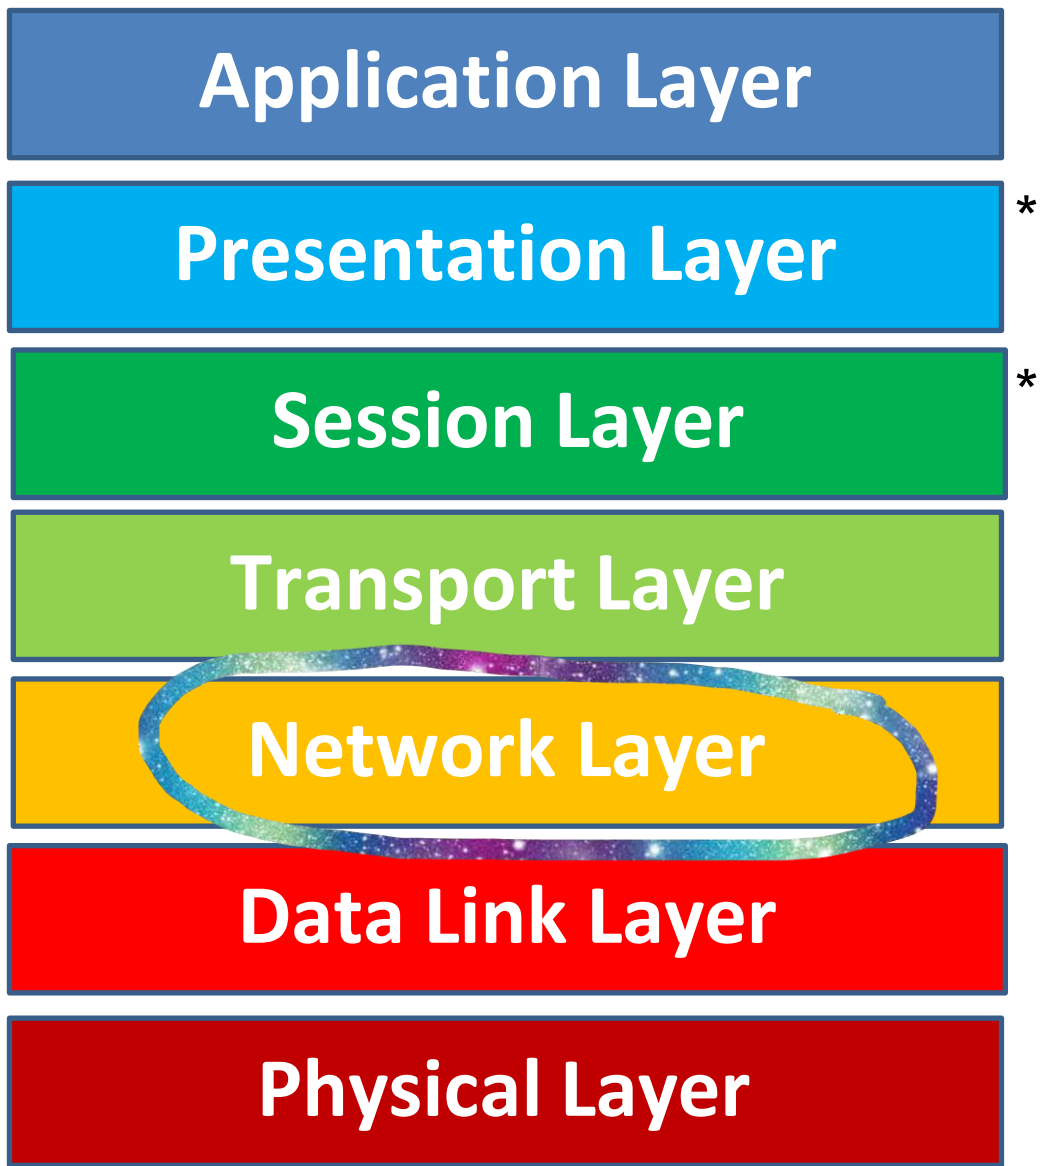 Application Layer
Presentation Layer *
Session Layer *
Transport Layer
Network Layer
Data Link Layer
Physical Layer